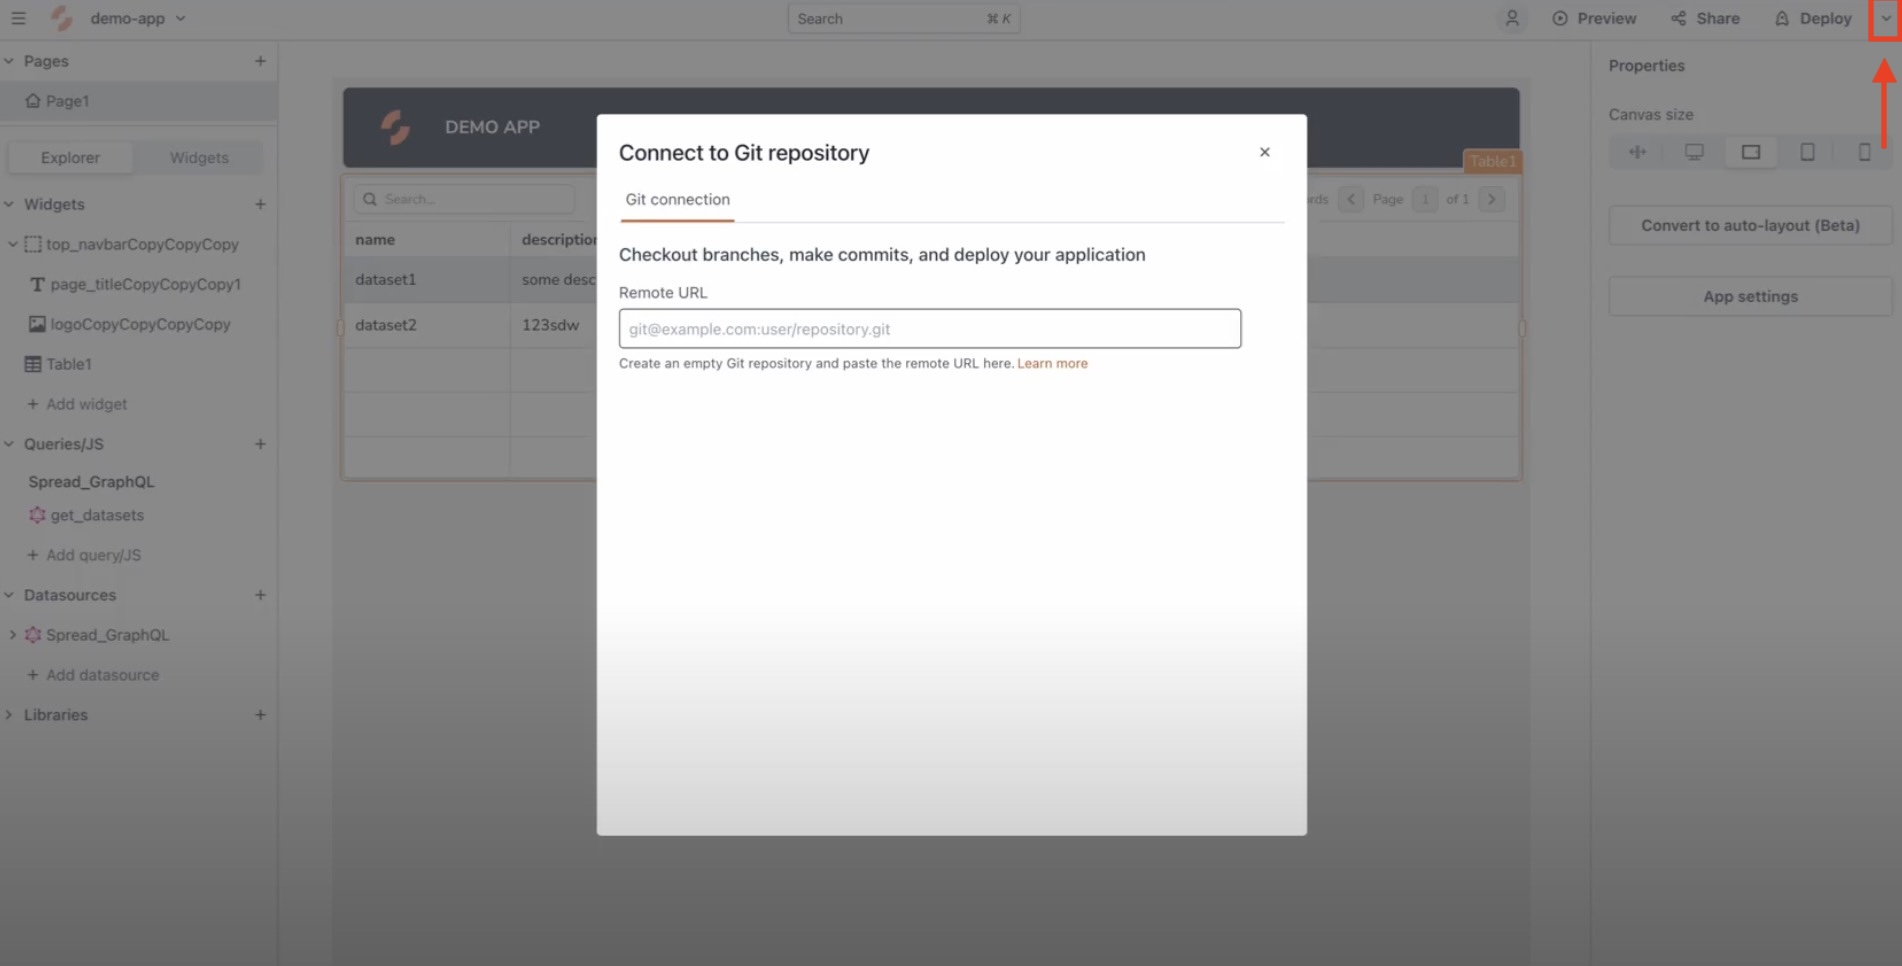 demo-app
Search ⌘ K
Preview
Share
Deploy
Pages
Page1
Explorer
Widgets
Widgets
top_navbarCopyCopyCopy
page_titleCopyCopyCopy1
logoCopyCopyCopyCopy
Table1
+ Add widget
Queries/JS
Spread_GraphQL
get_datasets
+ Add query/JS
Datasources
Spread_GraphQL
+ Add datasource
Libraries
DEMO APP
Table1
Search...
Page 1 of 1
name
description
dataset1
some desc
dataset2
123sdw
Connect to Git repository
Git connection
Checkout branches, make commits, and deploy your application
Remote URL
git@example.com:user/repository.git
Create an empty Git repository and paste the remote URL here. Learn more
Properties
Canvas size
Convert to auto-layout (Beta)
App settings